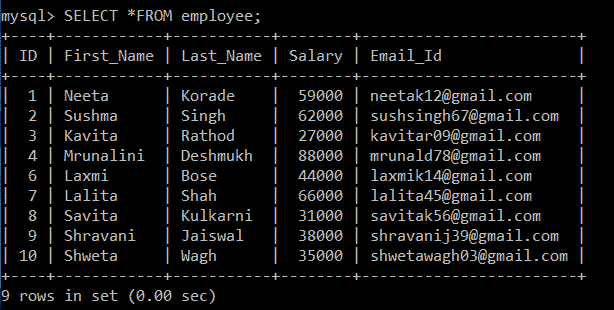 mysql> SELECT *FROM employee;
+----+------------+-----------+--------+------------------------+
| ID | First_Name | Last_Name | Salary | Email_Id               |
+----+------------+-----------+--------+------------------------+
|  1 | Neeta      | Korade    |  59000 | neetak12@gmail.com     |
|  2 | Sushma     | Singh     |  62000 | sushsingh67@gmail.com  |
|  3 | Kavita     | Rathod    |  27000 | kavitar09@gmail.com    |
|  4 | Mrunalini  | Deshmukh  |  88000 | mrunald78@gmail.com    |
|  6 | Laxmi      | Bose      |  44000 | laxmik14@gmail.com     |
|  7 | Lalita     | Shah      |  66000 | lalita45@gmail.com     |
|  8 | Savita     | Kulkarni  |  31000 | savitak56@gmail.com    |
|  9 | Shravani   | Jaiswal   |  38000 | shravanij39@gmail.com  |
| 10 | Shweta     | Wagh      |  35000 | shwetawagh03@gmail.com |
+----+------------+-----------+--------+------------------------+
9 rows in set (0.00 sec)